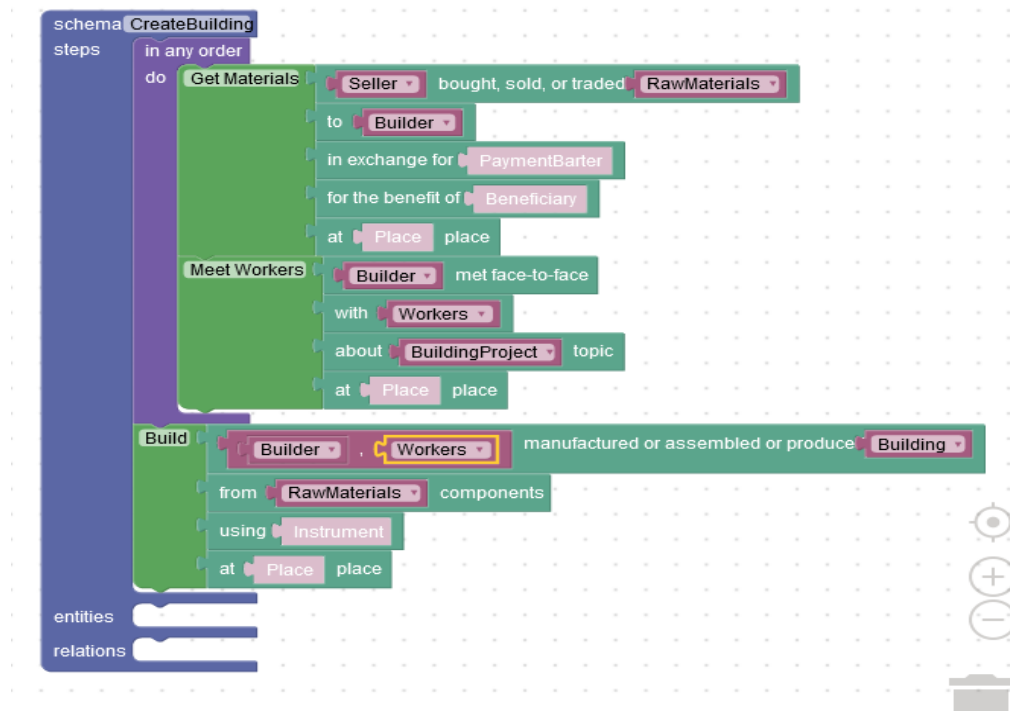 schema CreateBuilding
steps in any order
do Get Materials Seller bought, sold, or traded RawMaterials
to Builder
in exchange for PaymentBarter
for the benefit of Beneficiary
at Place place
Meet Workers Builder met face-to-face
with Workers
about BuildingProject topic
at Place place
Build Builder , Workers manufactured or assembled or produce Building
from RawMaterials components
using Instrument
at Place place
entities
relations